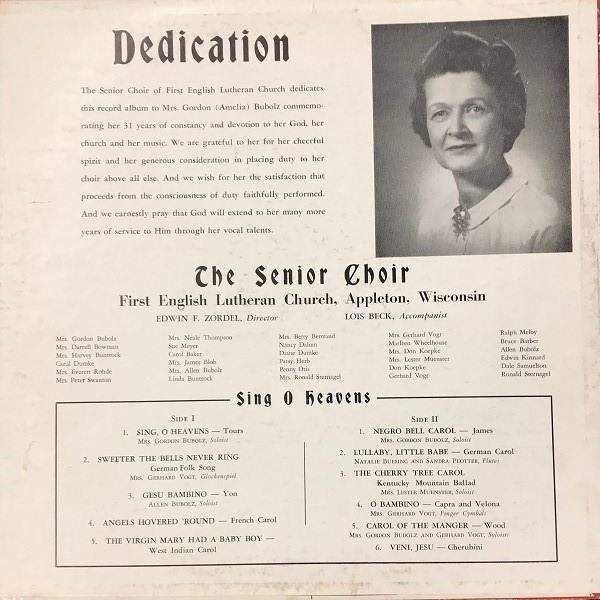 Dedication
The Senior Choir of First English Lutheran Church dedicates
this record album to Mrs. Gordon (Amelia) Bubolz commemo-
rating her 31 years of constancy and devotion to her God, her
church and her music. We are grateful to her for her cheerful
spirit and her generous consideration in placing duty to her
choir above all else. And we wish for her the satisfaction that
proceeds from the consciousness of duty faithfully performed.
And we earnestly pray that God will extend to her many more
years of service to Him through her vocal talents.
The Senior Choir
First English Lutheran Church, Appleton, Wisconsin
EDWIN F. ZORDEL, Director
LOIS BECK, Accompanist
Mrs. Gordon Bubolz
Mrs. Darrell Bowman
Mrs. Harvey Buntrock
Carol Dumke
Mrs. Everett Rohde
Mrs. Peter Swanton
Mrs. Neale Thompson
Sue Meyer
Carol Baker
Mrs. James Blob
Mrs. Allen Bubolz
Linda Buntrock
Mrs. Betty Bertrand
Nancy Dalum
Diane Dumke
Patsy Herb
Penny Otis
Mrs. Ronald Sternagel
Mrs. Gerhard Vogt
Marleen Wheelhouse
Mrs. Don Koepke
Mrs. Lester Muenster
Don Koepke
Gerhard Vogt
Ralph Melby
Bruce Barber
Allen Bubolz
Edwin Kinnard
Dale Samuelson
Ronald Sternagel
Sing O Heavens
SIDE I
1. SING, O HEAVENS — Tours
MRS. GORDON BUBOLZ, Soloist
2. SWEETER THE BELLS NEVER RING
German Folk Song
MRS. GERHARD VOGT, Glockenspiel
3. GESU BAMBINO — Yon
ALLEN BUBOLZ, Soloist
4. ANGELS HOVERED 'ROUND — French Carol
5. THE VIRGIN MARY HAD A BABY BOY —
West Indian Carol
SIDE II
1. NEGRO BELL CAROL — James
MRS. GORDON BUBOLZ, Soloist
2. LULLABY, LITTLE BABE — German Carol
NATALIE BUESING AND SANDRA PEOTTER, Flutes
3. THE CHERRY TREE CAROL
Kentucky Mountain Ballad
MRS. LESTER MUENSTER, Soloist
4. O BAMBINO — Capra and Velona
MRS. GERHARD VOGT, Finger Cymbals
5. CAROL OF THE MANGER — Wood
MRS. GORDON BUBOLZ AND GERHARD VOGT, Soloists
6. VENI, JESU — Cherubini